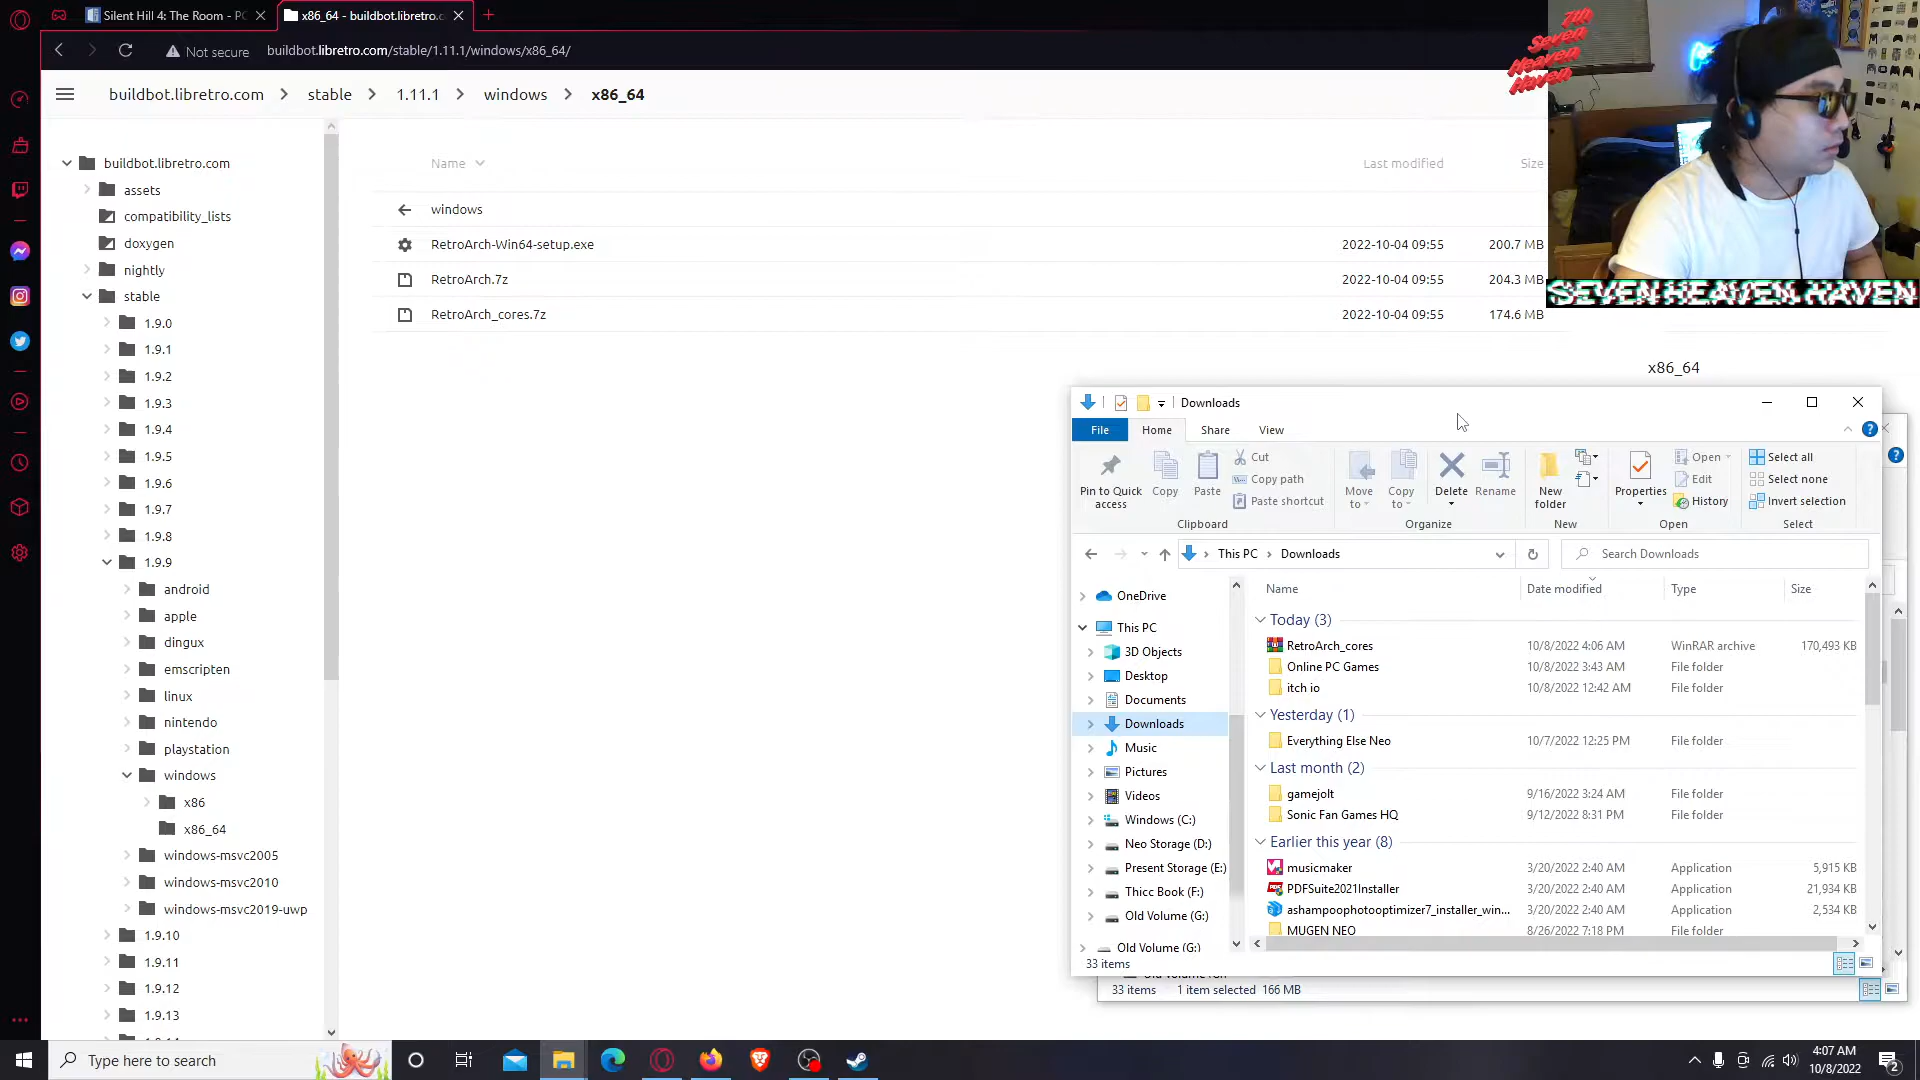 Silent Hill 4: The Room - PC
x86_64 - buildbot.libretro.c
Not secure
buildbot.libretro.com/stable/1.11.1/windows/x86_64/
buildbot.libretro.com
stable
1.11.1
windows
x86_64
buildbot.libretro.com
assets
compatibility_lists
doxygen
nightly
stable
1.9.0
1.9.1
1.9.2
1.9.3
1.9.4
1.9.5
1.9.6
1.9.7
1.9.8
1.9.9
android
apple
dingux
emscripten
linux
nintendo
playstation
windows
x86
x86_64
windows-msvc2005
windows-msvc2010
windows-msvc2019-uwp
1.9.10
1.9.11
1.9.12
1.9.13
Name Last modified Size
windows
RetroArch-Win64-setup.exe 2022-10-04 09:55 200.7 MB
RetroArch.7z 2022-10-04 09:55 204.3 MB
RetroArch_cores.7z 2022-10-04 09:55 174.6 MB
x86_64
7th
Seven
Heaven
Haven
SEVEN HEAVEN HAVEN
Downloads
File Home Share View
Pin to Quick access
Copy
Paste
Cut
Copy path
Paste shortcut
Clipboard
Move to
Copy to
Delete
Rename
Organize
New folder
New
Properties
Open
Edit
History
Open
Select all
Select none
Invert selection
Select
This PC Downloads
Search Downloads
OneDrive
This PC
3D Objects
Desktop
Documents
Downloads
Music
Pictures
Videos
Windows (C:)
Neo Storage (D:)
Present Storage (E:)
Thicc Book (F:)
Old Volume (G:)
Old Volume (G:)
Name Date modified Type Size
Today (3)
RetroArch_cores 10/8/2022 4:06 AM WinRAR archive 170,493 KB
Online PC Games 10/8/2022 3:43 AM File folder
itch io 10/8/2022 12:42 AM File folder
Yesterday (1)
Everything Else Neo 10/7/2022 12:25 PM File folder
Last month (2)
gamejolt 9/16/2022 3:24 AM File folder
Sonic Fan Games HQ 9/12/2022 8:31 PM File folder
Earlier this year (8)
musicmaker 3/20/2022 2:40 AM Application 5,915 KB
PDFSuite2021Installer 3/20/2022 2:40 AM Application 21,934 KB
ashampoophotooptimizer7_installer_win... 3/20/2022 2:40 AM Application 2,534 KB
MUGEN NEO 8/26/2022 7:18 PM File folder
33 items
33 items 1 item selected 166 MB
Type here to search
4:07 AM
10/8/2022
2